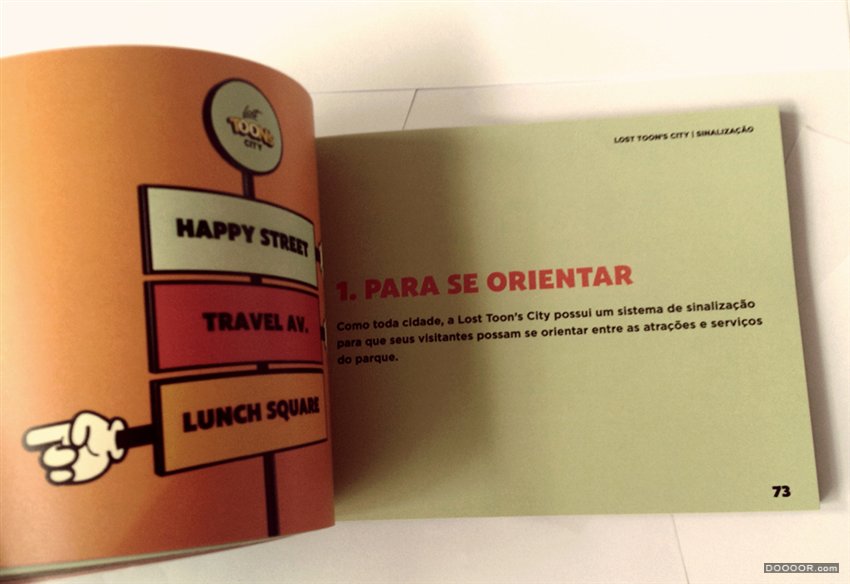 Lost
TOONs
CITY
HAPPY STREET
TRAVEL AV.
LUNCH SQUARE
LOST TOON'S CITY | SINALIZAÇÃO
1. PARA SE ORIENTAR
Como toda cidade, a Lost Toon's City possui um sistema de sinalização
para que seus visitantes possam se orientar entre as atrações e serviços
do parque.
73
DOOOOR.com